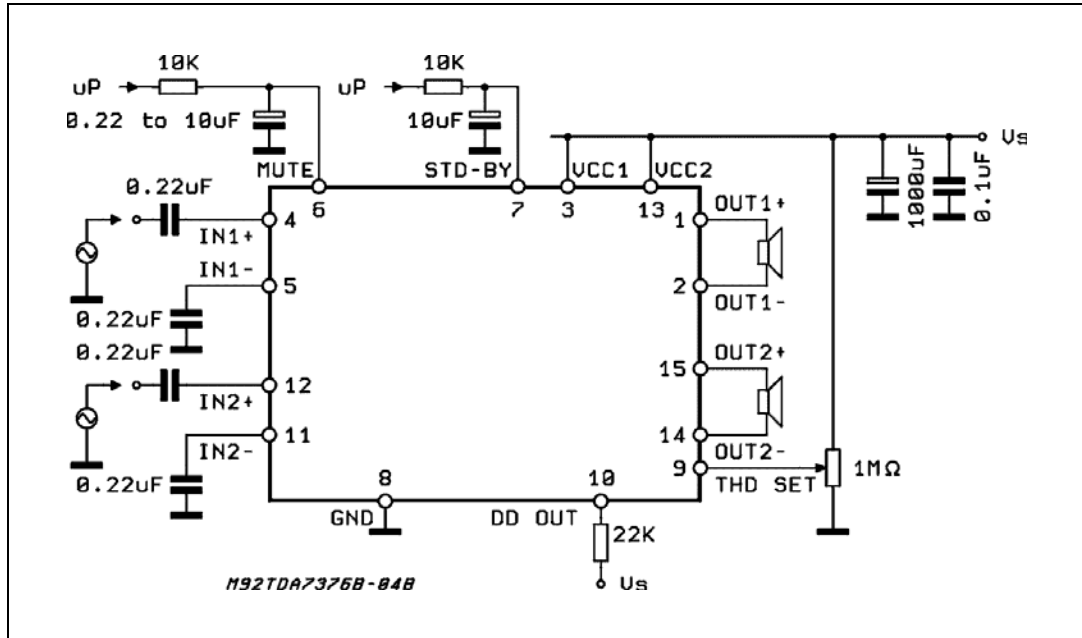 10K
10K
uP
uP
0.22 to 10uF
10uF
MUTE
STD-BY
VCC1
VCC2
Vs
6
7
3
13
1000uF
0.1uF
0.22uF
4
IN1+
1
OUT1+
IN1-
5
2
OUT1-
0.22uF
0.22uF
OUT2+
15
12
IN2+
11
14
IN2-
OUT2-
9
THD SET
1MΩ
0.22uF
8
10
GND
DD OUT
22K
M92TDA7376B-04B
Us